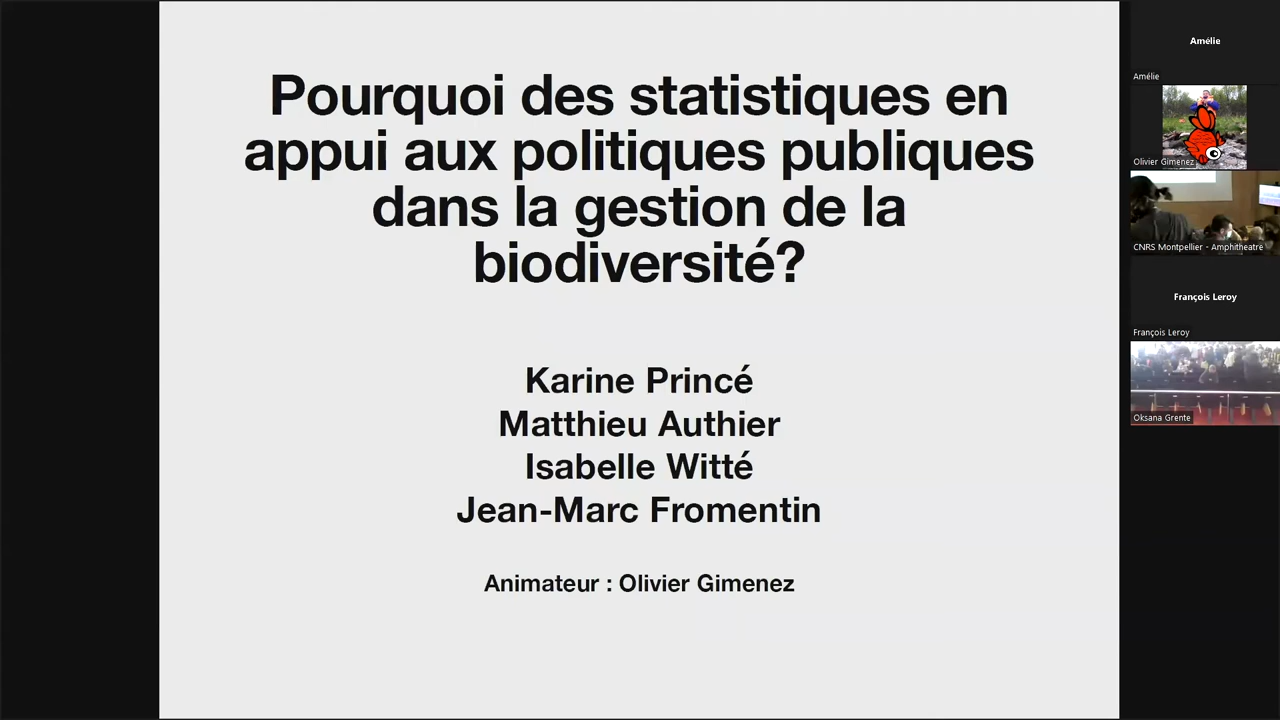 Pourquoi des statistiques en
appui aux politiques publiques
dans la gestion de la
biodiversité?
Karine Princé
Matthieu Authier
Isabelle Witté
Jean-Marc Fromentin
Animateur : Olivier Gimenez
Amélie
Amélie
Olivier Gimenez
CNRS Montpellier - Amphitheatre
François Leroy
François Leroy
Oksana Grente